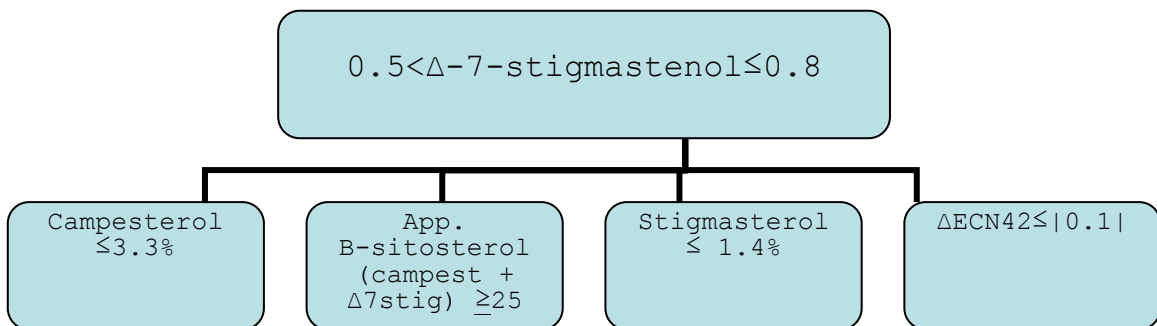 0.5<Δ-7-stigmastenol≤0.8
Campesterol
≤3.3%
App.
B-sitosterol
(campest +
Δ7stig) ≥25
Stigmasterol
≤ 1.4%
ΔECN42≤|0.1|